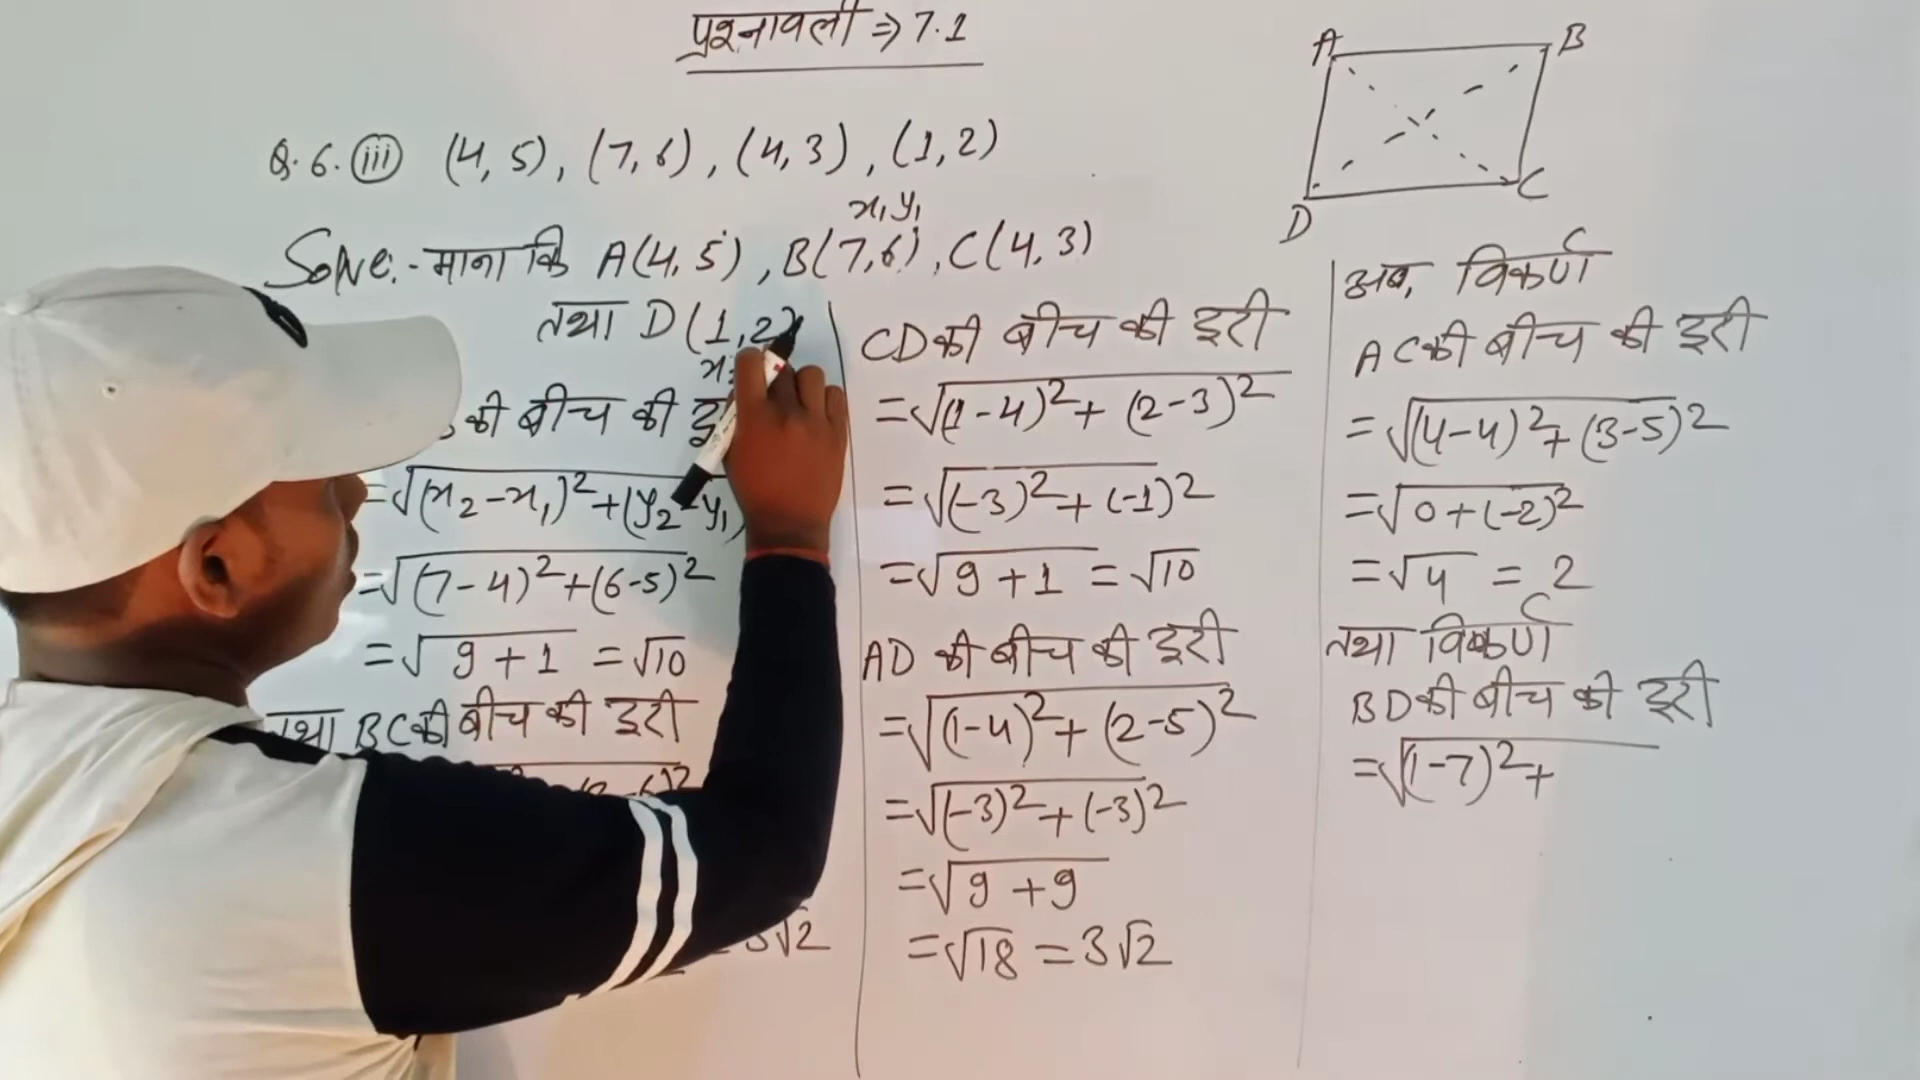 प्रश्नावली ⇒ 7.1
Q.6. (iii) (4, 5), (7, 6), (4, 3), (1, 2)
x₁ y₁
Solve:- माना कि A(4, 5), B(7, 6), C(4, 3)
तथा D(1, 2)
की बीच की
=√(x₂-x₁)²+(y₂-y₁)
=√(7-4)²+(6-5)²
=√9+1 = √10
तथा BC की बीच की दूरी
3√2
CD की बीच की दूरी
=√(1-4)²+(2-3)²
=√(-3)²+(-1)²
=√9+1 = √10
AD की बीच की दूरी
=√(1-4)²+(2-5)²
=√(-3)²+(-3)²
=√9+9
=√18 = 3√2
A B
D C
अब, विकर्ण
AC की बीच की दूरी
=√(4-4)²+(3-5)²
=√0+(-2)²
=√4 = 2
तथा विकर्ण
BD की बीच की दूरी
=√(1-7)²+